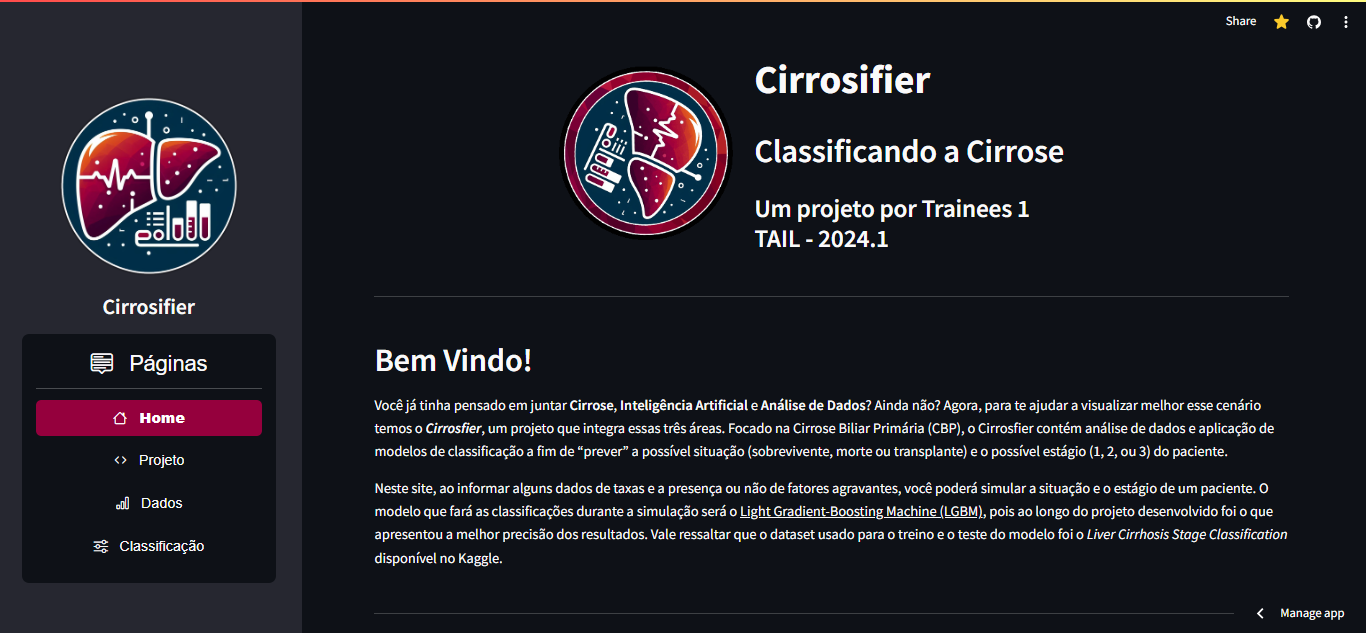 Share
Cirrosifier
Classificando a Cirrose
Um projeto por Trainees 1
TAIL - 2024.1
Cirrosifier
Páginas
Home
Projeto
Dados
Classificação
Bem Vindo!
Você já tinha pensado em juntar Cirrose, Inteligência Artificial e Análise de Dados? Ainda não? Agora, para te ajudar a visualizar melhor esse cenário
temos o Cirrosfier, um projeto que integra essas três áreas. Focado na Cirrose Biliar Primária (CBP), o Cirrosfier contém análise de dados e aplicação de
modelos de classificação a fim de “prever” a possível situação (sobrevivente, morte ou transplante) e o possível estágio (1, 2, ou 3) do paciente.
Neste site, ao informar alguns dados de taxas e a presença ou não de fatores agravantes, você poderá simular a situação e o estágio de um paciente. O
modelo que fará as classificações durante a simulação será o Light Gradient-Boosting Machine (LGBM), pois ao longo do projeto desenvolvido foi o que
apresentou a melhor precisão dos resultados. Vale ressaltar que o dataset usado para o treino e o teste do modelo foi o Liver Cirrhosis Stage Classification
disponível no Kaggle.
Manage app